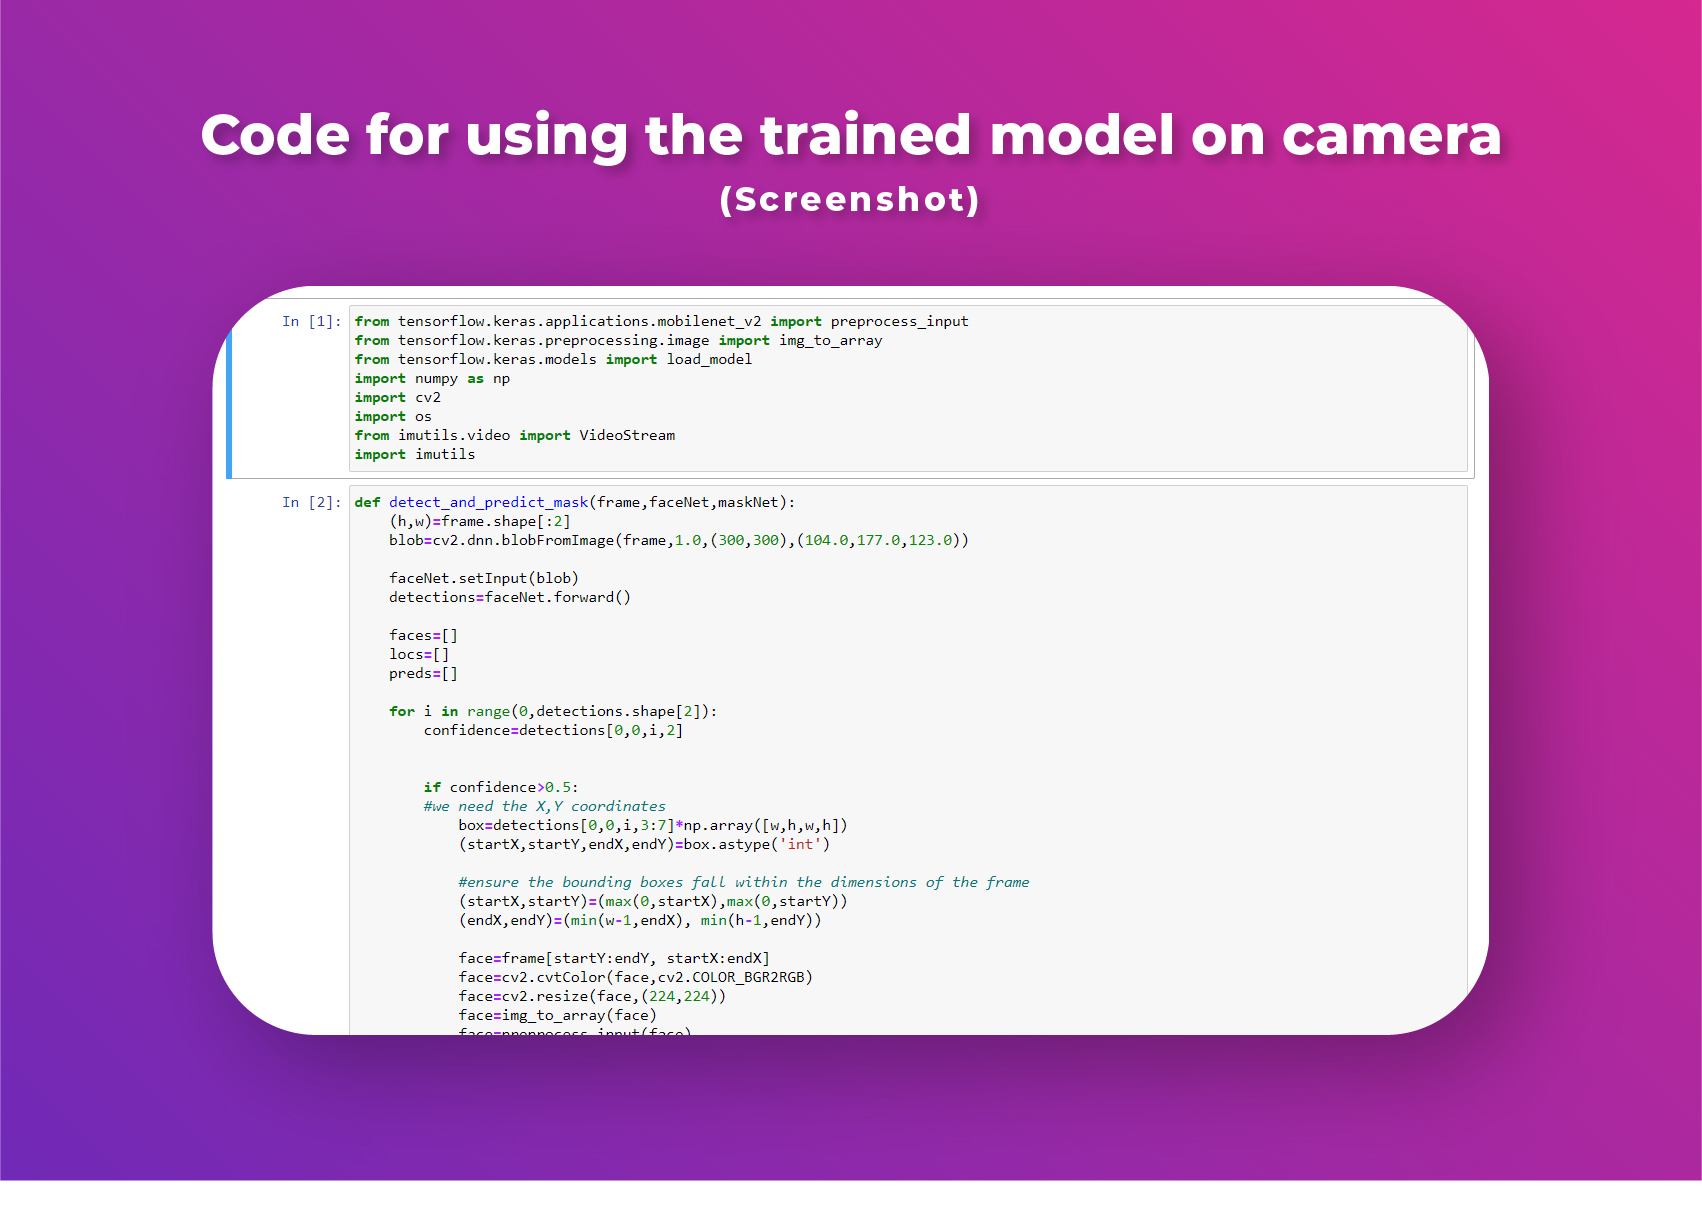 Code for using the trained model on camera
(Screenshot)
In [1]: from tensorflow.keras.applications.mobilenet_v2 import preprocess_input
from tensorflow.keras.preprocessing.image import img_to_array
from tensorflow.keras.models import load_model
import numpy as np
import cv2
import os
from imutils.video import VideoStream
import imutils
In [2]: def detect_and_predict_mask(frame,faceNet,maskNet):
    (h,w)=frame.shape[:2]
    blob=cv2.dnn.blobFromImage(frame,1.0,(300,300),(104.0,177.0,123.0))
    faceNet.setInput(blob)
    detections=faceNet.forward()
    faces=[]
    locs=[]
    preds=[]
    for i in range(0,detections.shape[2]):
        confidence=detections[0,0,i,2]
        if confidence>0.5:
        #we need the X,Y coordinates
            box=detections[0,0,i,3:7]*np.array([w,h,w,h])
            (startX,startY,endX,endY)=box.astype('int')
            #ensure the bounding boxes fall within the dimensions of the frame
            (startX,startY)=(max(0,startX),max(0,startY))
            (endX,endY)=(min(w-1,endX), min(h-1,endY))
            face=frame[startY:endY, startX:endX]
            face=cv2.cvtColor(face,cv2.COLOR_BGR2RGB)
            face=cv2.resize(face,(224,224))
            face=img_to_array(face)
            face=preprocess_input(face)